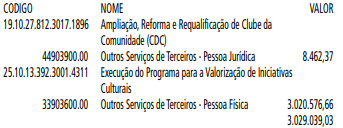 CODIGO NOME VALOR
19.10.27.812.3017.1896 Ampliação, Reforma e Requalificação de Clube da
Comunidade (CDC)
44903900.00 Outros Serviços de Terceiros - Pessoa Jurídica 8.462,37
25.10.13.392.3001.4311 Execução do Programa para a Valorização de Iniciativas
Culturais
33903600.00 Outros Serviços de Terceiros - Pessoa Física 3.020.576,66
3.029.039,03